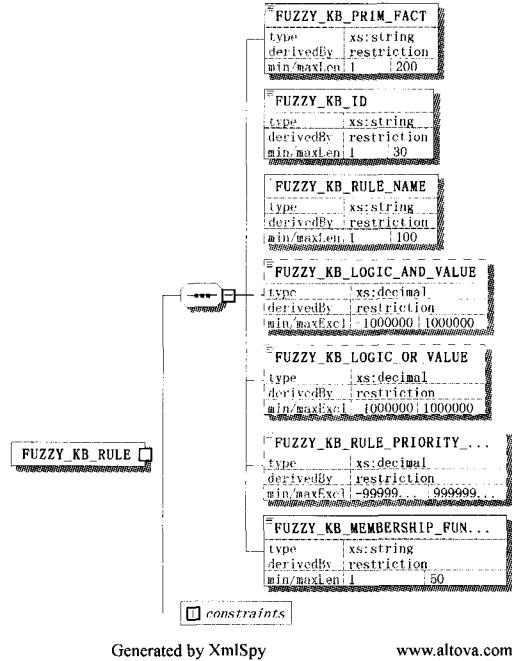 FUZZY_KB_PRIM_FACT
type xs:string
derivedBy restriction
min/maxLen 1 200
FUZZY_KB_ID
type xs:string
derivedBy restriction
min/maxLen 1 30
FUZZY_KB_RULE_NAME
type xs:string
derivedBy restriction
min/maxLen 1 100
FUZZY_KB_LOGIC_AND_VALUE
type xs:decimal
derivedBy restriction
min/maxExcl -1000000 1000000
FUZZY_KB_LOGIC_OR_VALUE
type xs:decimal
derivedBy restriction
min/maxExcl -1000000 1000000
FUZZY_KB_RULE
FUZZY_KB_RULE_PRIORITY_...
type xs:decimal
derivedBy restriction
min/maxExcl -99999... 999999...
FUZZY_KB_MEMBERSHIP_FUN...
type xs:string
derivedBy restriction
min/maxLen 1 50
constraints
Generated by XmlSpy www.altova.com